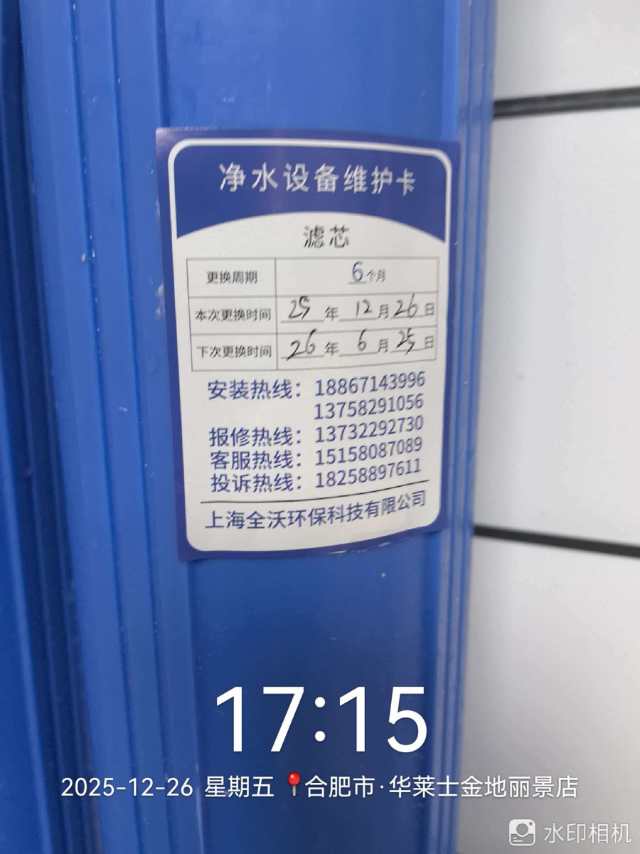 净水设备维护卡
滤芯
更换周期 6个月
本次更换时间 25年12月26日
下次更换时间 26年6月25日
安装热线：18867143996
13758291056
报修热线：13732292730
客服热线：15158087089
投诉热线：18258897611
上海全沃环保科技有限公司
17:15
2025-12-26 星期五 📍合肥市·华莱士金地丽景店
水印相机